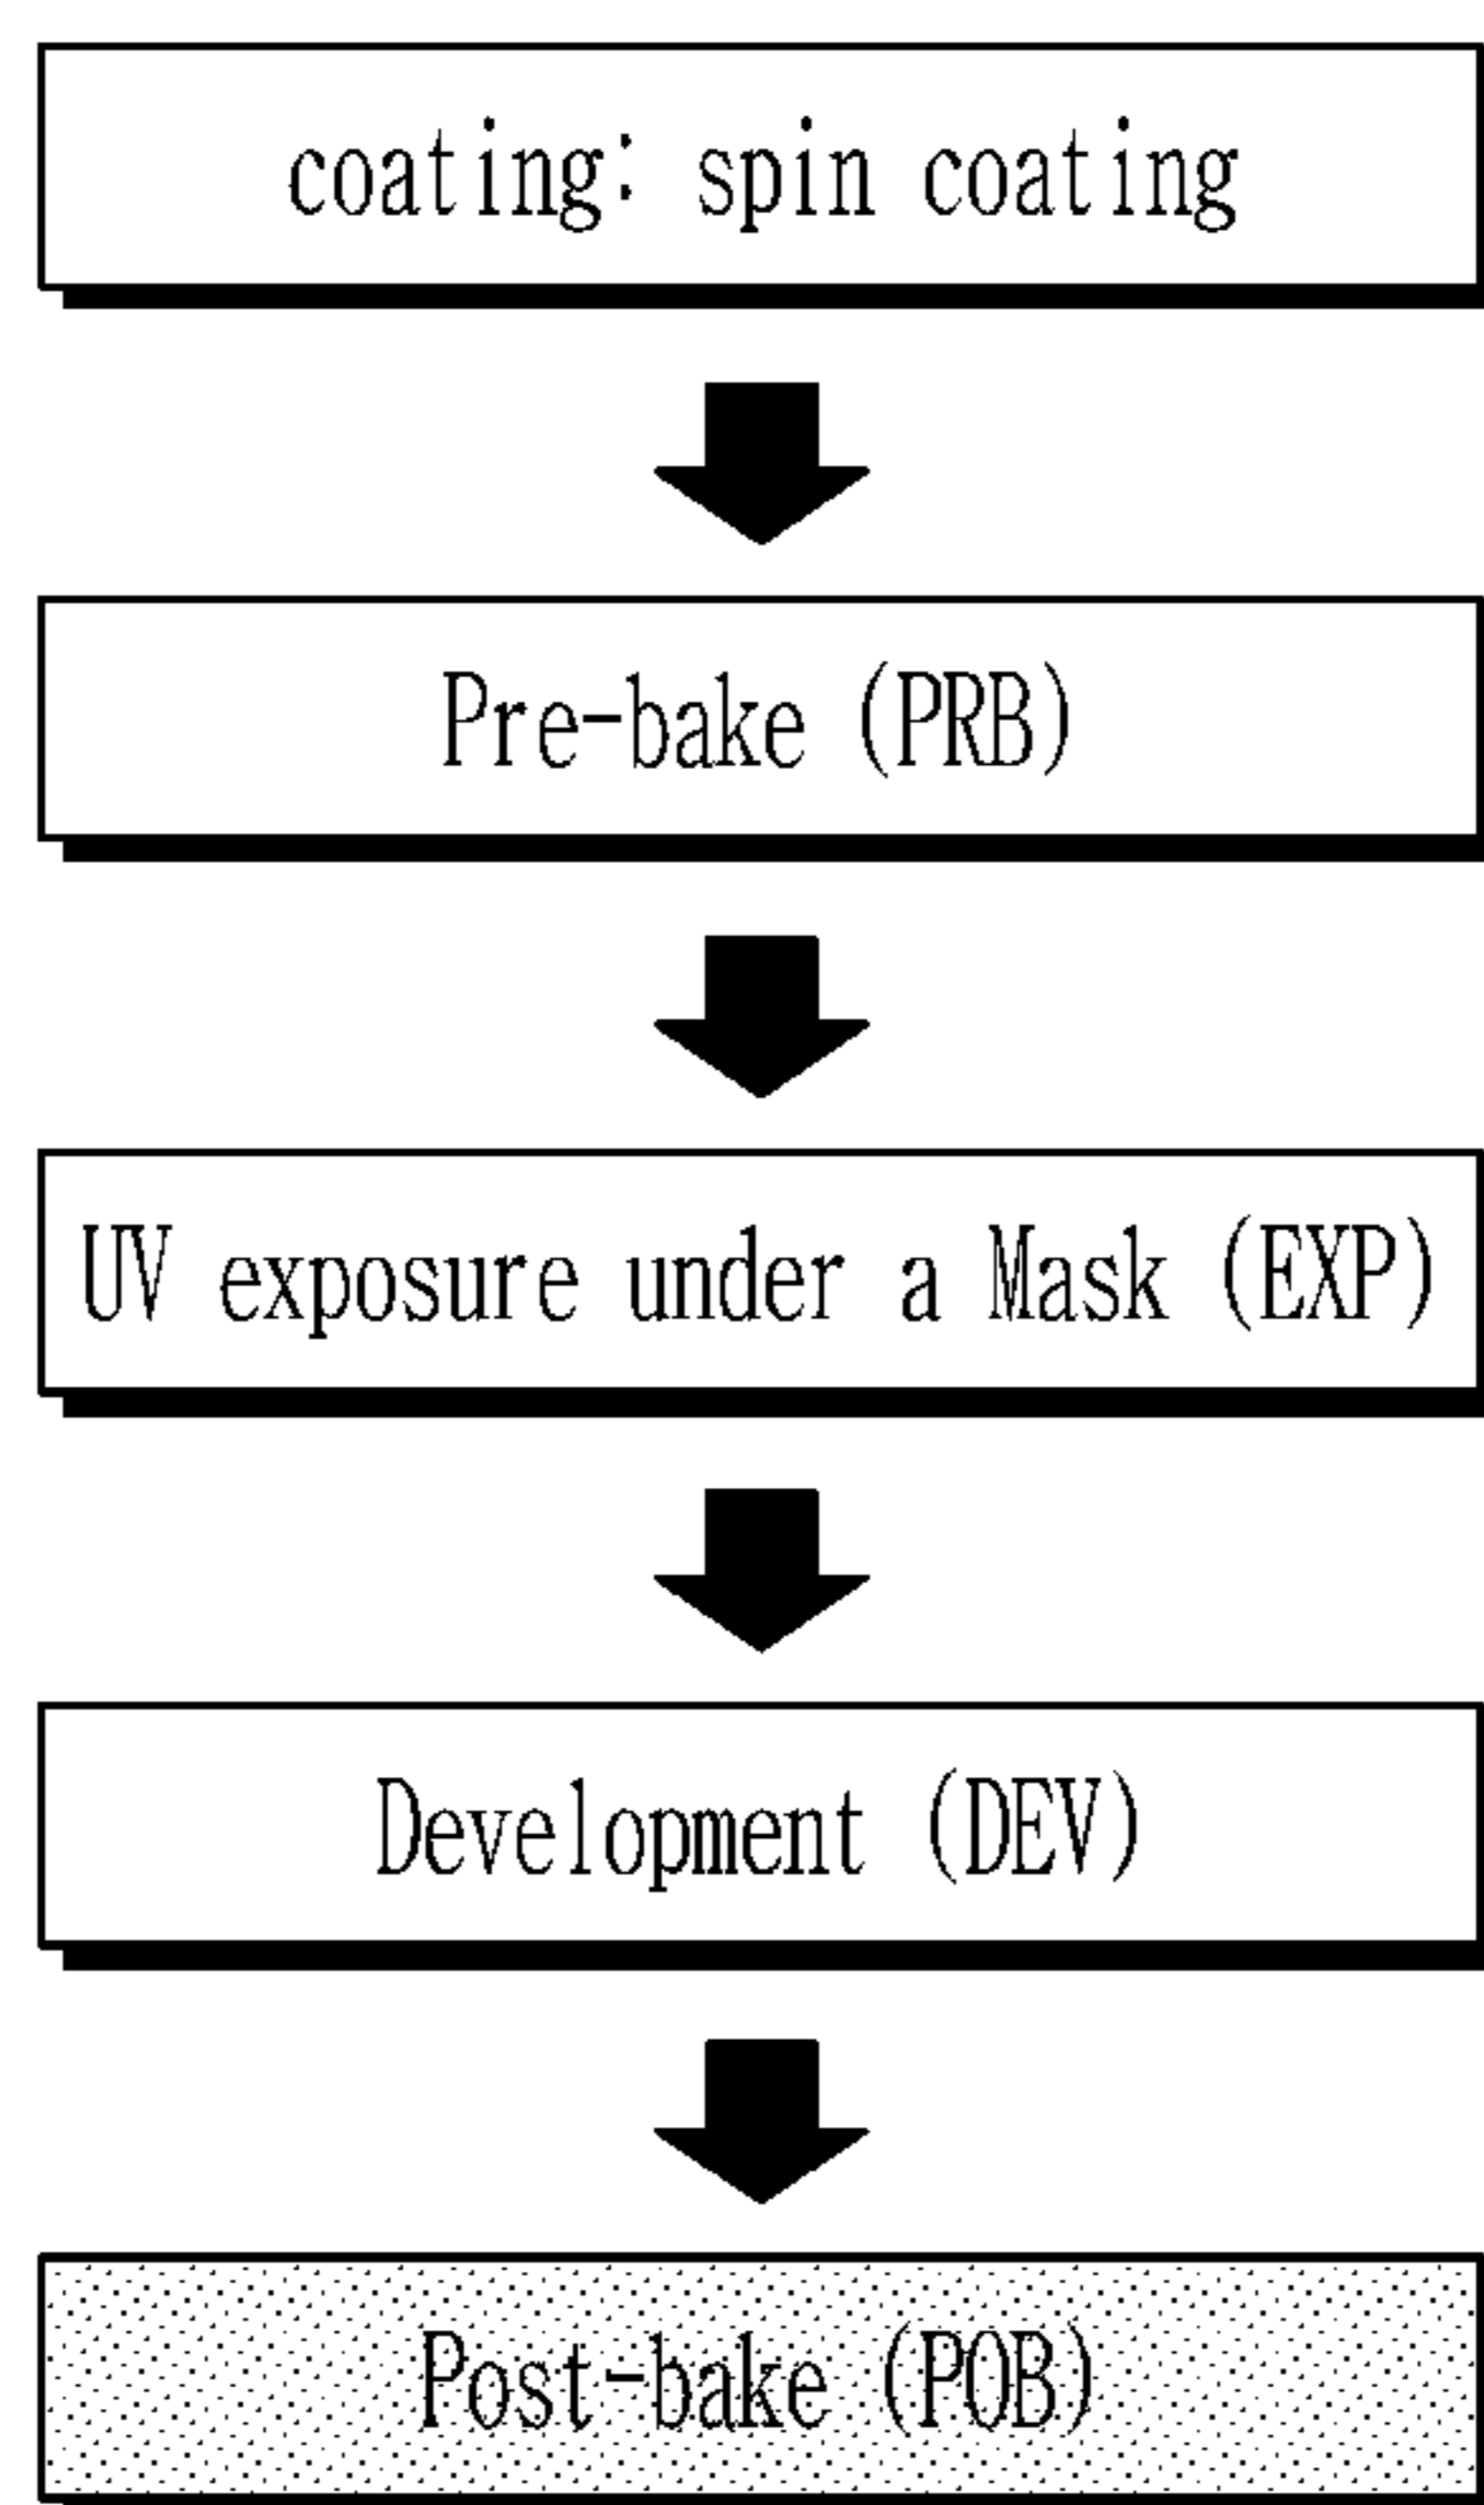 coating: spin coating
Pre-bake (PRB)
UV exposure under a Mask (EXP)
Development (DEV)
Post-bake (POB)